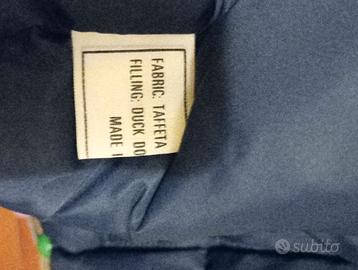 FABRIC: TAFFETA
FILLING: DUCK DO
MADE I
subito